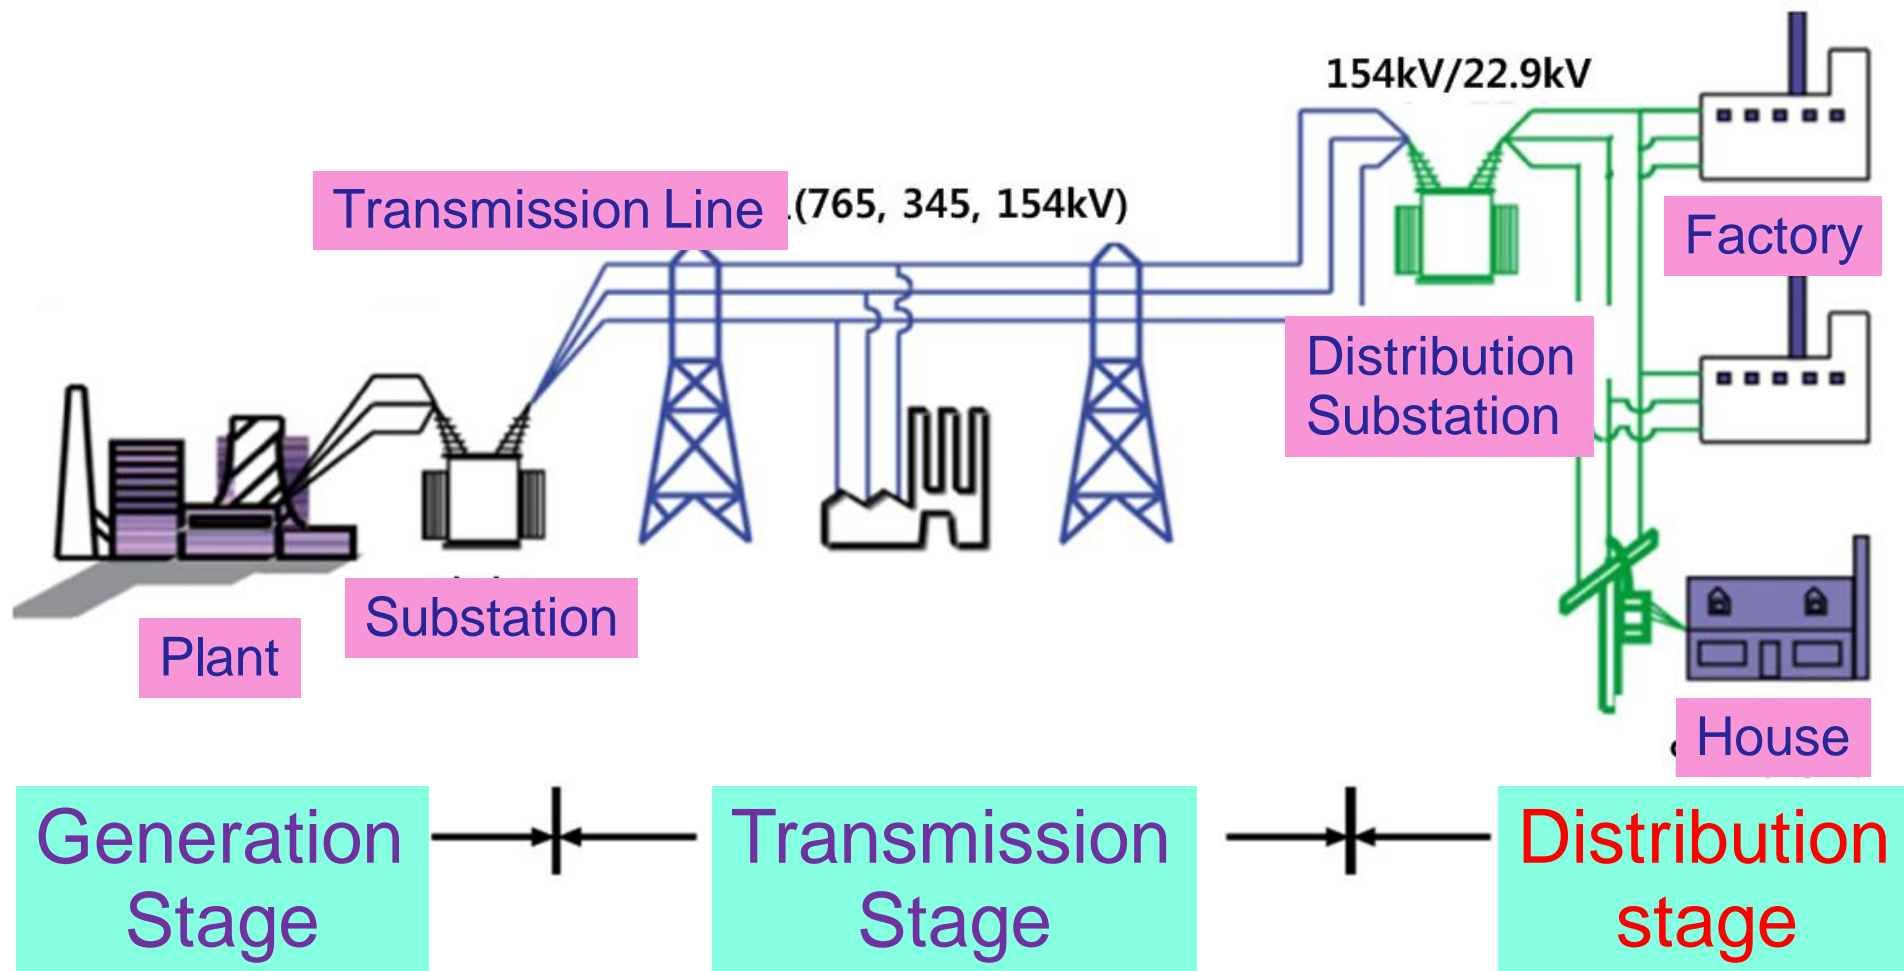 154kV/22.9kV
Transmission Line
(765, 345, 154kV)
Factory
Distribution
Substation
Substation
Plant
House
Generation
Stage
Transmission
Stage
Distribution
stage